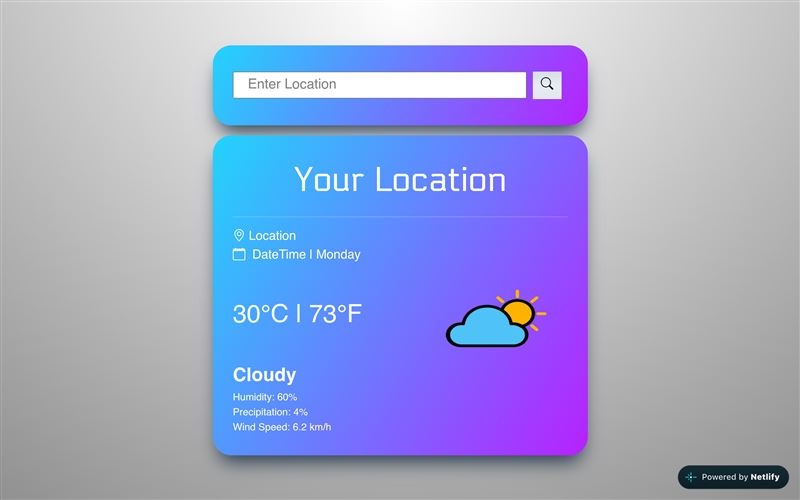 Enter Location
Your Location
Location
DateTime | Monday
30°C | 73°F
Cloudy
Humidity: 60%
Precipitation: 4%
Wind Speed: 6.2 km/h
Powered by Netlify